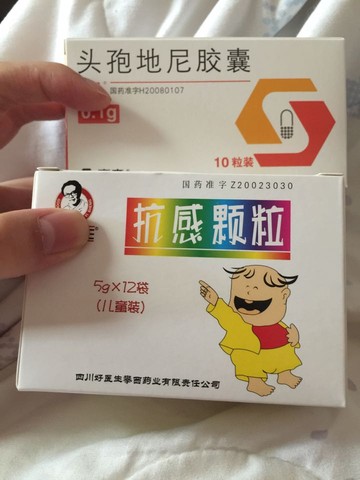 头孢地尼胶囊
国药准字H20080107
0.1g
10粒装
国药准字Z20023030
抗感颗粒
5g×12袋
(儿童装)
四川好医生攀西药业有限责任公司